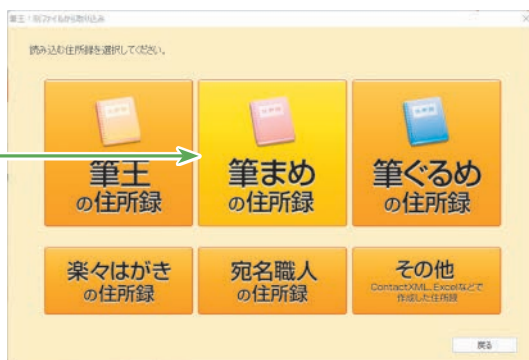 筆王:別ファイルから取り込み
読み込む住所録を選択してください。
筆王
の住所録
筆まめ
の住所録
筆ぐるめ
の住所録
楽々はがき
の住所録
宛名職人
の住所録
その他
ContactXML、Excelなどで
作成した住所録
戻る